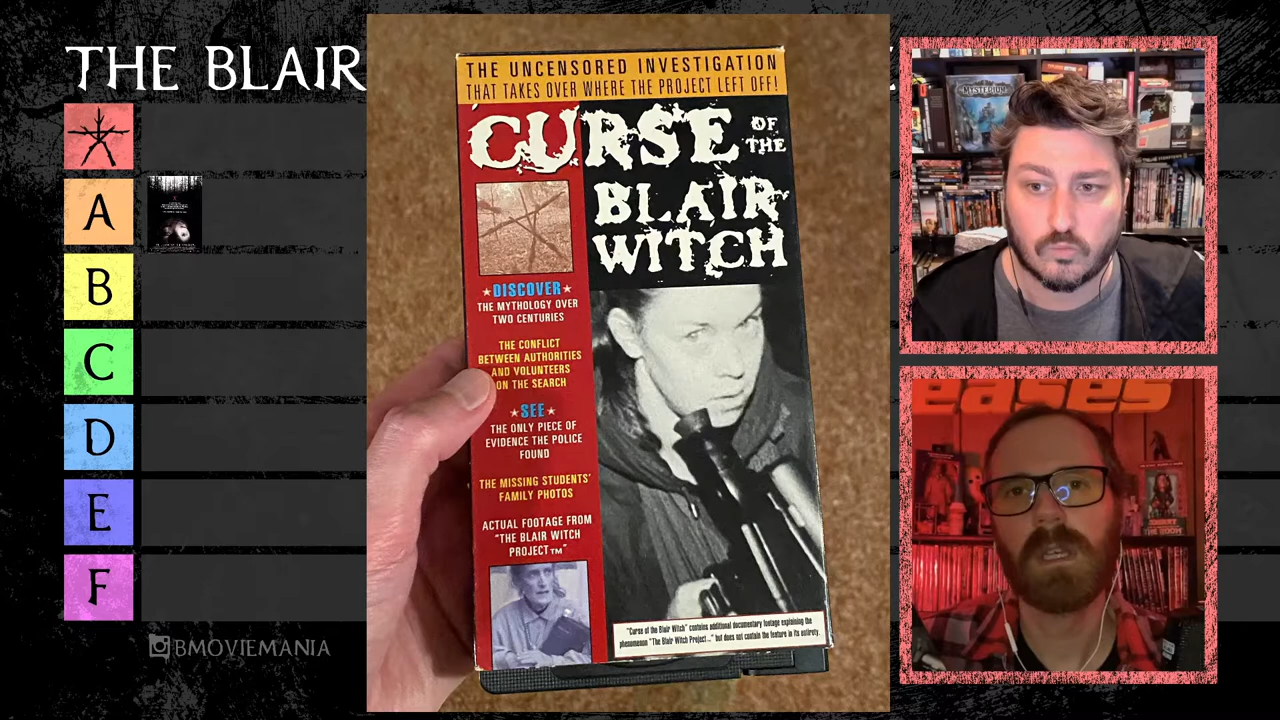 THE BLAIR
E
A
B
C
D
E
F
BMOVIEMANIA
THE UNCENSORED INVESTIGATION
THAT TAKES OVER WHERE THE PROJECT LEFT OFF!
CURSE OF THE
BLAIR
WITCH
★DISCOVER★
THE MYTHOLOGY OVER
TWO CENTURIES
THE CONFLICT
BETWEEN AUTHORITIES
AND VOLUNTEERS
ON THE SEARCH
★SEE★
THE ONLY PIECE OF
EVIDENCE THE POLICE
FOUND
THE MISSING STUDENTS'
FAMILY PHOTOS
ACTUAL FOOTAGE FROM
"THE BLAIR WITCH
PROJECT™"
"Curse of the Blair Witch" contains additional documentary footage explaining the
phenomenon "The Blair Witch Project..." but does not contain the feature in its entirety.
MYSTERIUM
eases